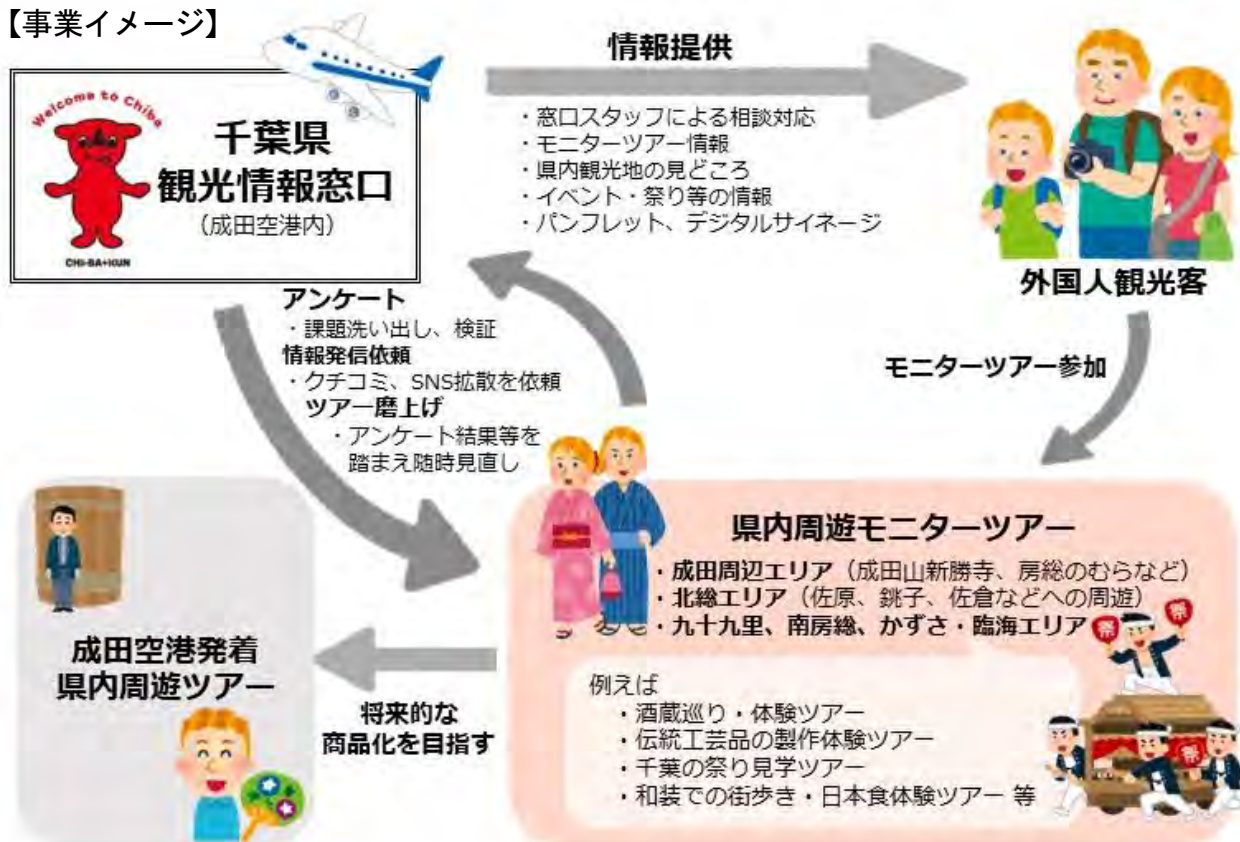 【事業イメージ】
Welcome to Chiba
千葉県
観光情報窓口
（成田空港内）
CHI-BA+KUN
情報提供
・窓口スタッフによる相談対応
・モニターツアー情報
・県内観光地の見どころ
・イベント・祭り等の情報
・パンフレット、デジタルサイネージ
外国人観光客
モニターツアー参加
アンケート
・課題洗い出し、検証
情報発信依頼
・クチコミ、SNS拡散を依頼
ツアー磨上げ
・アンケート結果等を
踏まえ随時見直し
県内周遊モニターツアー
・成田周辺エリア（成田山新勝寺、房総のむらなど）
・北総エリア（佐原、銚子、佐倉などへの周遊）
・九十九里、南房総、かずさ・臨海エリア
祭
祭
例えば
・酒蔵巡り・体験ツアー
・伝統工芸品の製作体験ツアー
・千葉の祭り見学ツアー
・和装での街歩き・日本食体験ツアー 等
祭
将来的な
商品化を目指す
成田空港発着
県内周遊ツアー